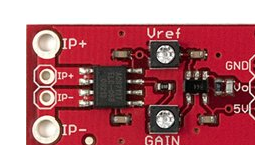 IP+
Vref
GND
IP+
IP-
Vo
5V
IP-
GAIN